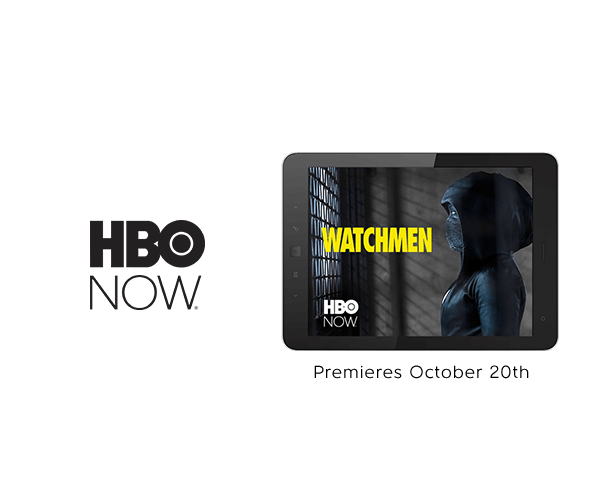 HBO
NOW.
WATCHMEN
HBO
NOW.
Premieres October 20th